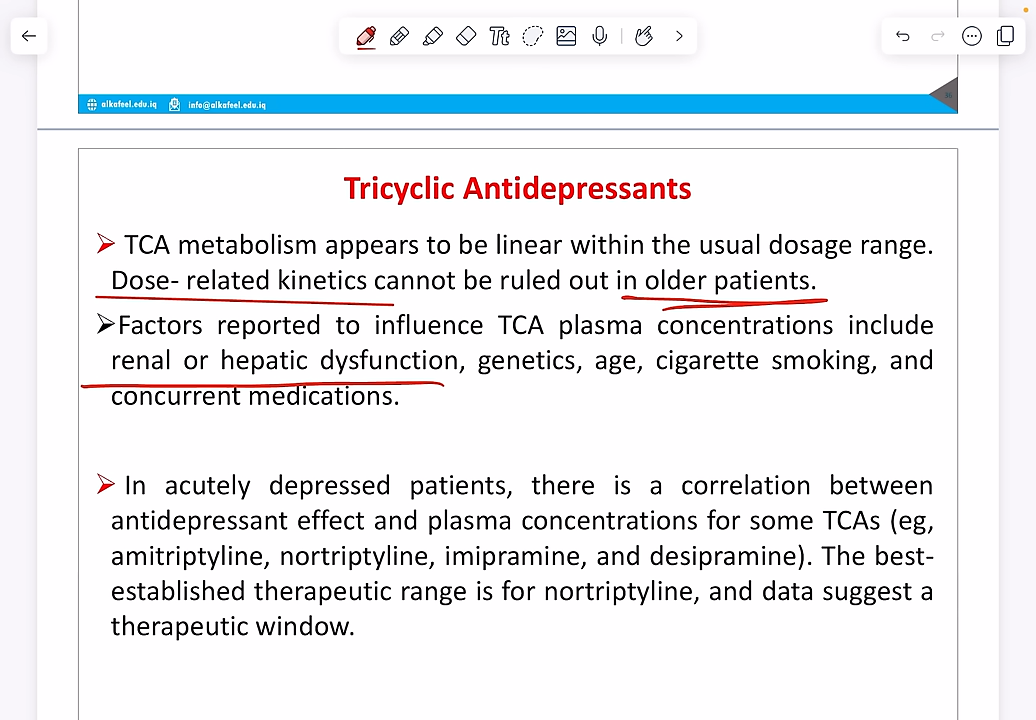 Tt
alkafeel.edu.iq info@alkafeel.edu.iq
Tricyclic Antidepressants
TCA metabolism appears to be linear within the usual dosage range.
Dose- related kinetics cannot be ruled out in older patients.
Factors reported to influence TCA plasma concentrations include
renal or hepatic dysfunction, genetics, age, cigarette smoking, and
concurrent medications.
In acutely depressed patients, there is a correlation between
antidepressant effect and plasma concentrations for some TCAs (eg,
amitriptyline, nortriptyline, imipramine, and desipramine). The best-
established therapeutic range is for nortriptyline, and data suggest a
therapeutic window.